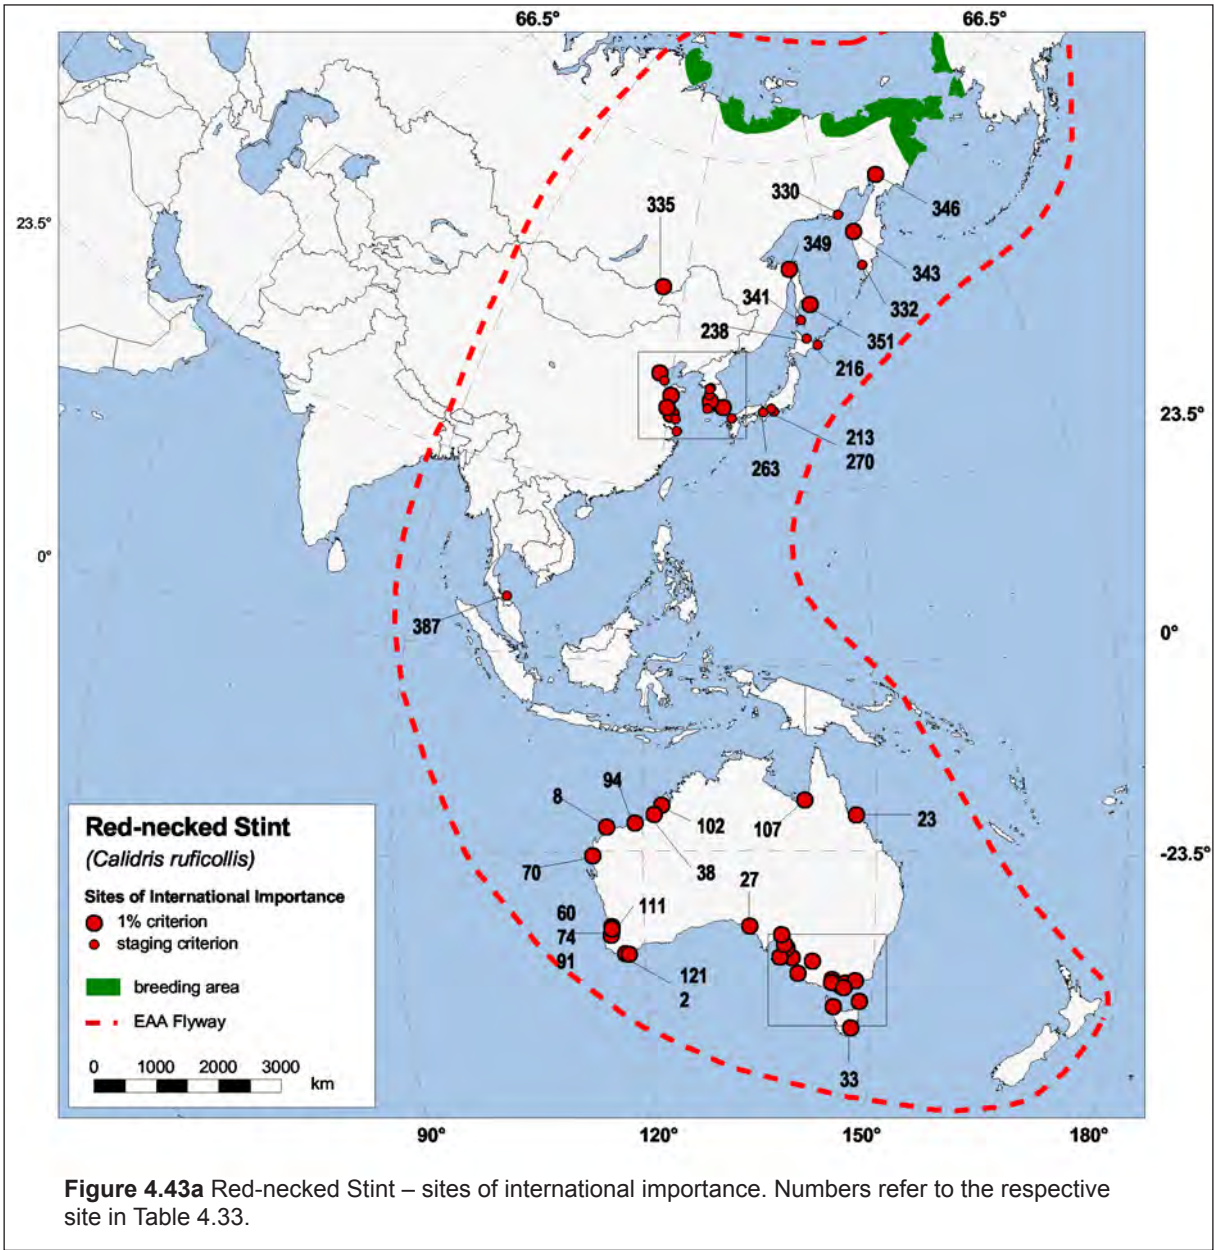 66.5° 66.5°
330
346
335
23.5°
349
343
341
332
238
351
216
23.5°
213
263 270
0°
387
0°
94
8
102 107 23
-23.5°
70 38
27
60 111
74
91
121
2
33
Red-necked Stint
(Calidris ruficollis)
Sites of International Importance
1% criterion
staging criterion
breeding area
EAA Flyway
0 1000 2000 3000
km
90° 120° 150° 180°
Figure 4.43a Red-necked Stint – sites of international importance. Numbers refer to the respective
site in Table 4.33.